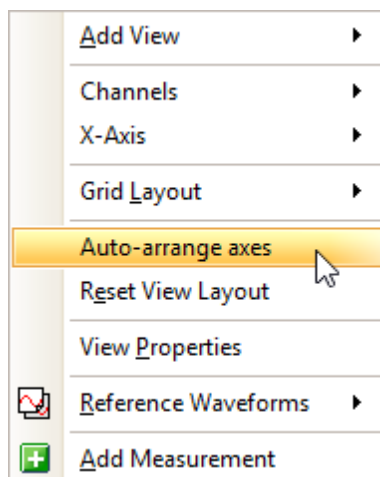 Add View
Channels
X-Axis
Grid Layout
Auto-arrange axes
Reset View Layout
View Properties
Reference Waveforms
Add Measurement